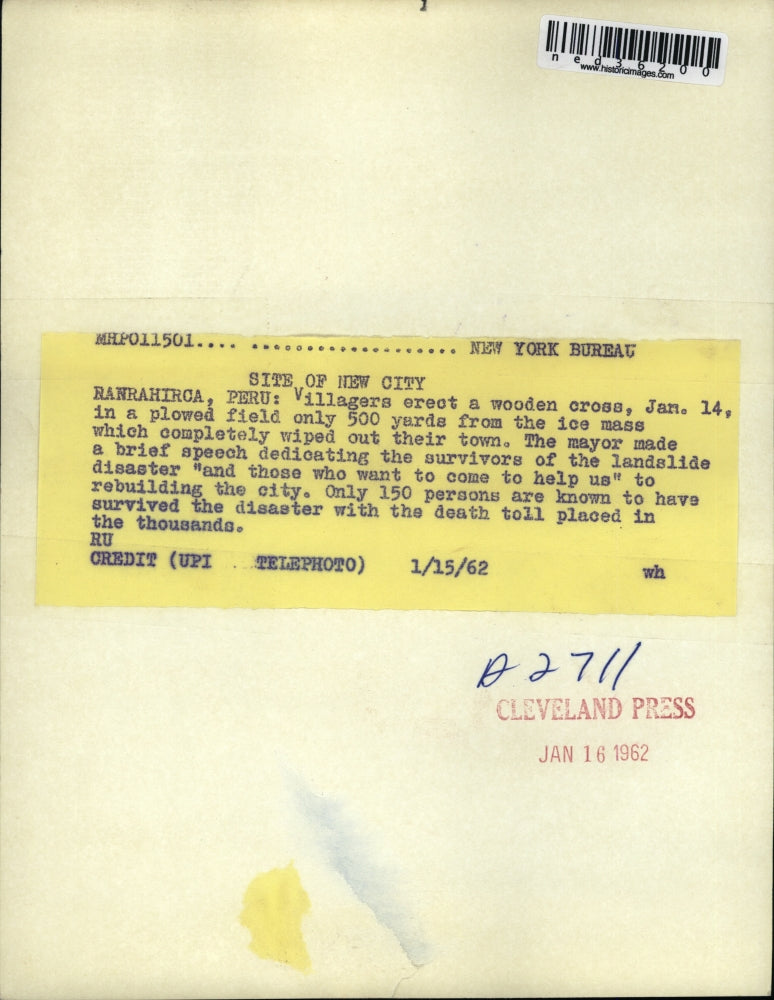 ned36200
www.historicimages.com
MHP011501.... ................... NEW YORK BUREAU
SITE OF NEW CITY
RANRAHIRCA, PERU: Villagers erect a wooden cross, Jan. 14,
in a plowed field only 500 yards from the ice mass
which completely wiped out their town. The mayor made
a brief speech dedicating the survivors of the landslide
disaster "and those who want to come to help us" to
rebuilding the city. Only 150 persons are known to have
survived the disaster with the death toll placed in
the thousands.
RU
CREDIT (UPI TELEPHOTO) 1/15/62 wh
A 2711
CLEVELAND PRESS
JAN 16 1962